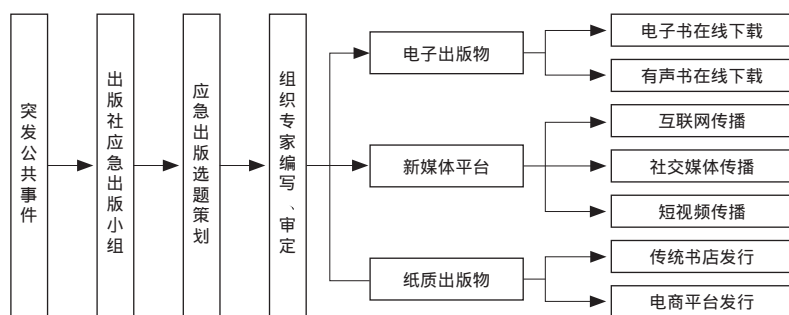 突发公共事件
出版社应急出版小组
应急出版选题策划
组织专家编写、审定
电子出版物
新媒体平台
纸质出版物
电子书在线下载
有声书在线下载
互联网传播
社交媒体传播
短视频传播
传统书店发行
电商平台发行